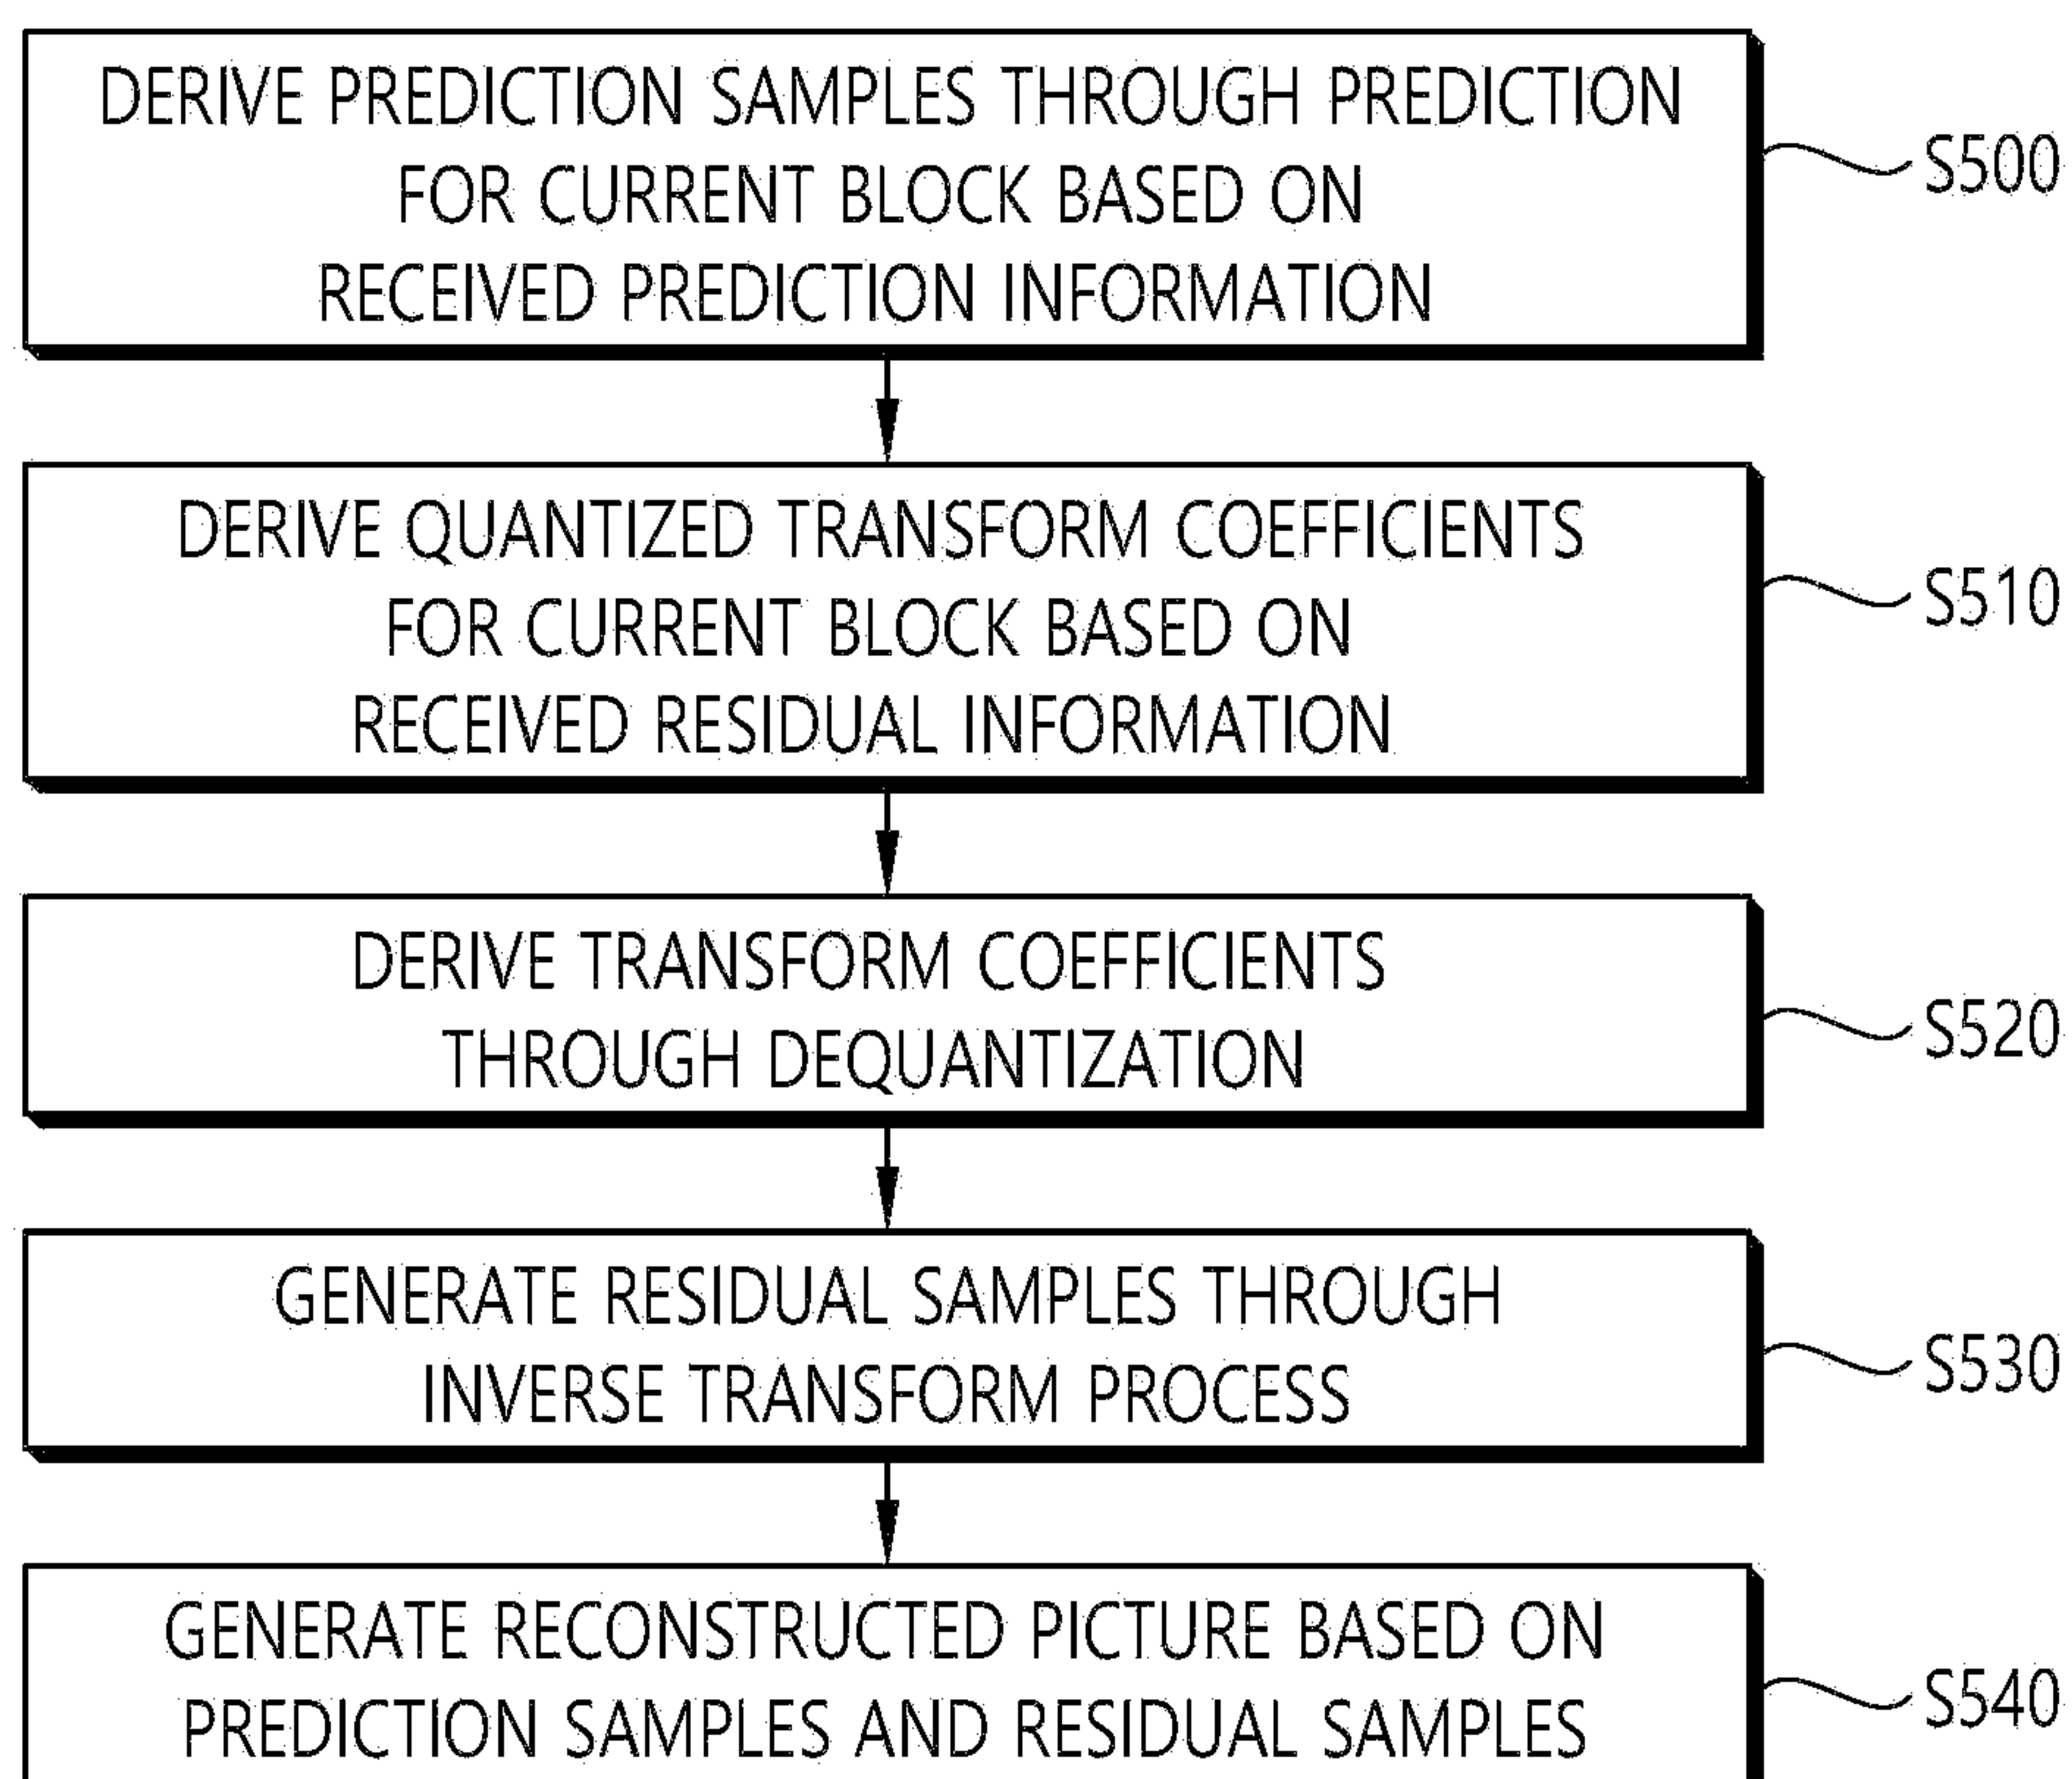 DERIVE PREDICTION SAMPLES THROUGH PREDICTION
FOR CURRENT BLOCK BASED ON
RECEIVED PREDICTION INFORMATION
S500
DERIVE QUANTIZED TRANSFORM COEFFICIENTS
FOR CURRENT BLOCK BASED ON
RECEIVED RESIDUAL INFORMATION
S510
DERIVE TRANSFORM COEFFICIENTS
THROUGH DEQUANTIZATION
S520
GENERATE RESIDUAL SAMPLES THROUGH
INVERSE TRANSFORM PROCESS
S530
GENERATE RECONSTRUCTED PICTURE BASED ON
PREDICTION SAMPLES AND RESIDUAL SAMPLES
S540